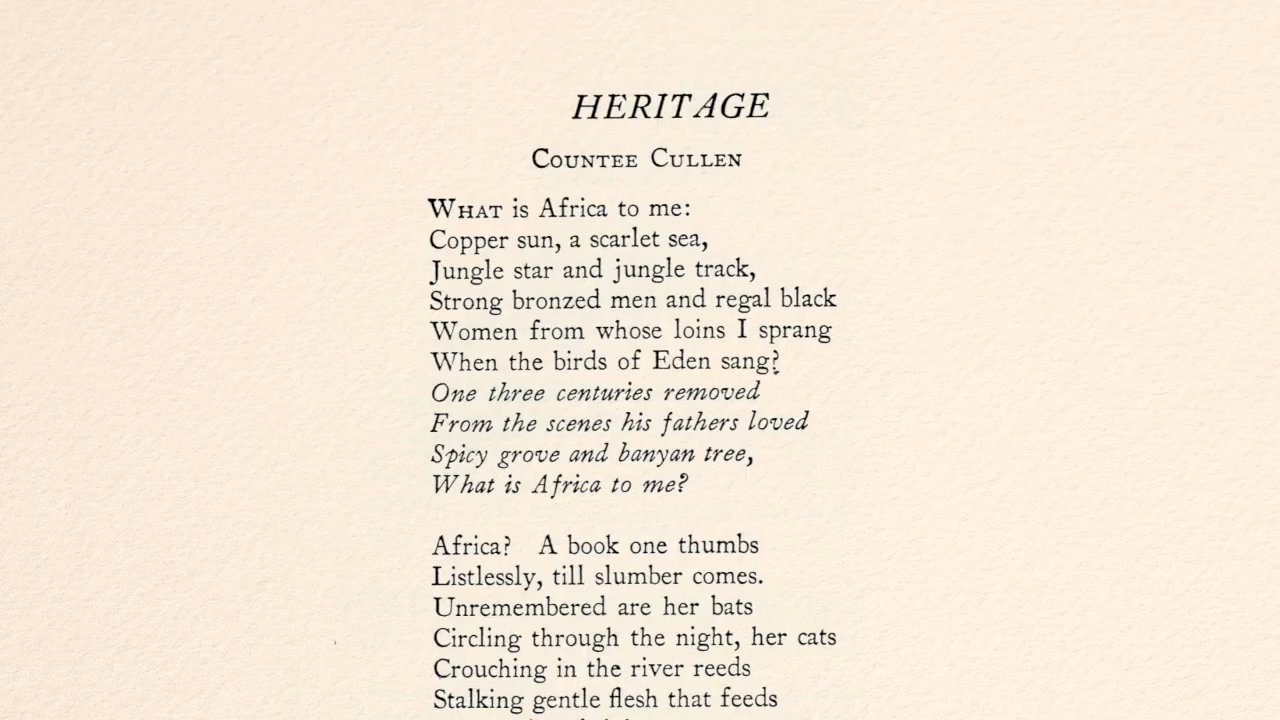 HERITAGE
COUNTEE CULLEN
WHAT is Africa to me:
Copper sun, a scarlet sea,
Jungle star and jungle track,
Strong bronzed men and regal black
Women from whose loins I sprang
When the birds of Eden sang?
One three centuries removed
From the scenes his fathers loved
Spicy grove and banyan tree,
What is Africa to me?
Africa? A book one thumbs
Listlessly, till slumber comes.
Unremembered are her bats
Circling through the night, her cats
Crouching in the river reeds
Stalking gentle flesh that feeds